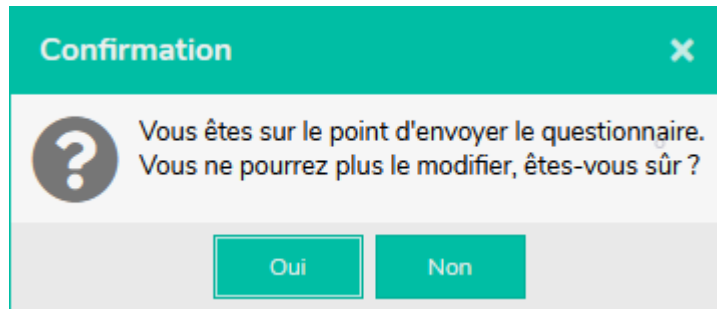 Confirmation
Vous êtes sur le point d'envoyer le questionnaire.
Vous ne pourrez plus le modifier, êtes-vous sûr ?
Oui
Non